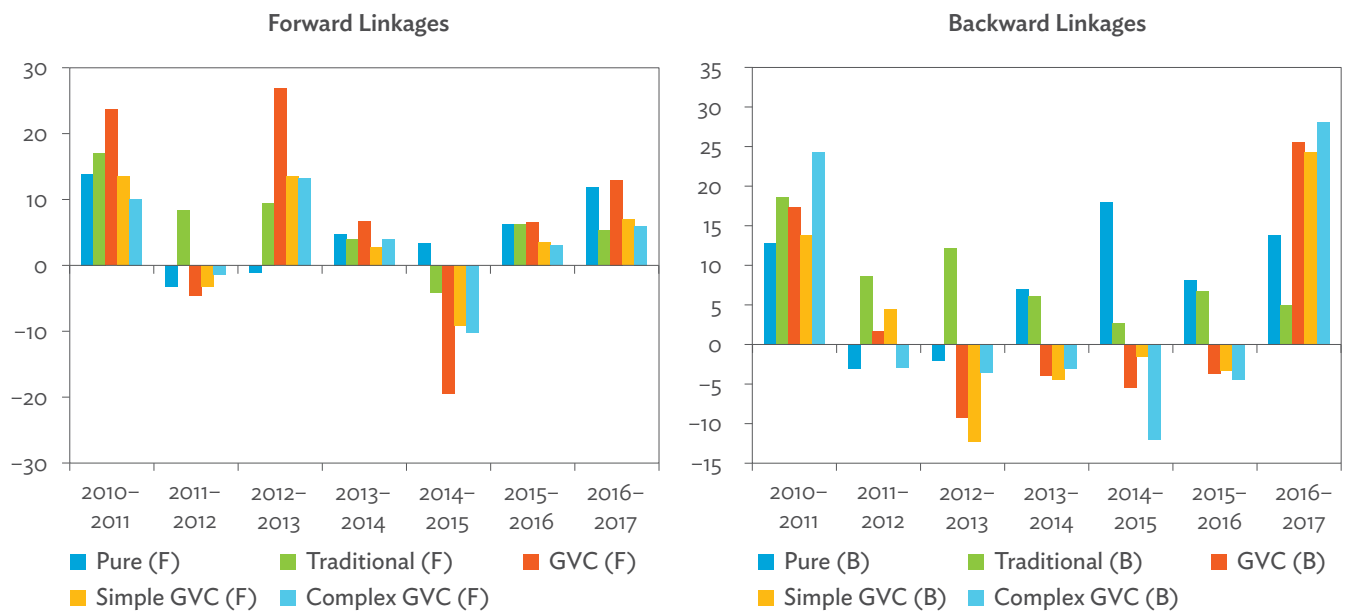 Forward Linkages
30
20
10
0
–10
–20
–30
2010– 2011– 2012– 2013– 2014– 2015– 2016–
2011 2012 2013 2014 2015 2016 2017
Pure (F) Traditional (F) GVC (F)
Simple GVC (F) Complex GVC (F)
Backward Linkages
35
30
25
20
15
10
5
0
–5
–10
–15
2010– 2011– 2012– 2013– 2014– 2015– 2016–
2011 2012 2013 2014 2015 2016 2017
Pure (B) Traditional (B) GVC (B)
Simple GVC (B) Complex GVC (B)